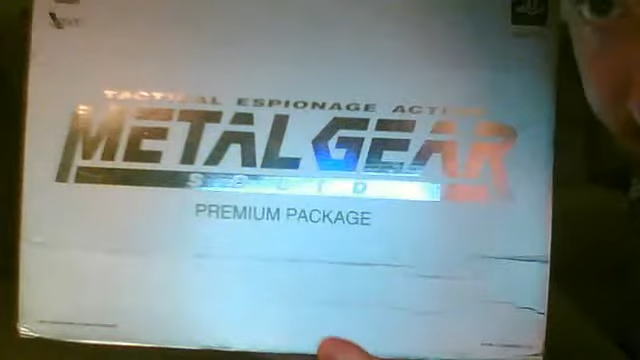 TACTICAL ESPIONAGE ACTION
METAL GEAR
SOLID
PREMIUM PACKAGE